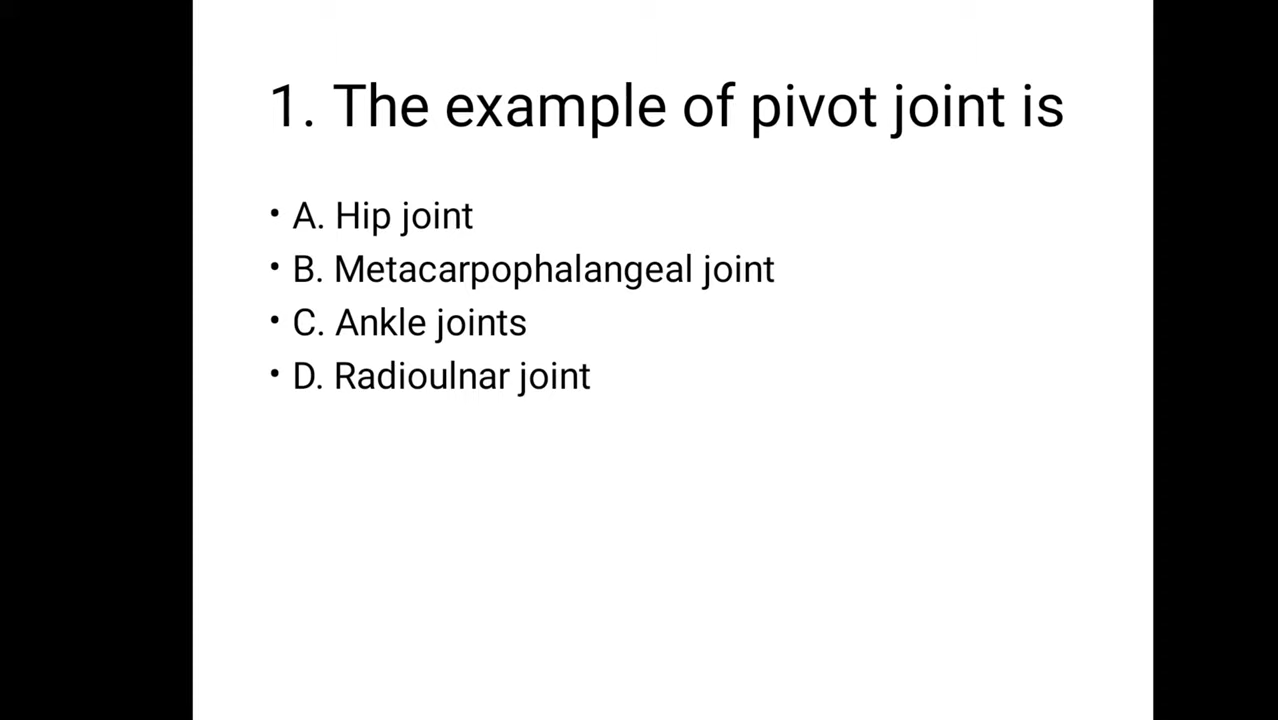 1. The example of pivot joint is
• A. Hip joint
• B. Metacarpophalangeal joint
• C. Ankle joints
• D. Radioulnar joint